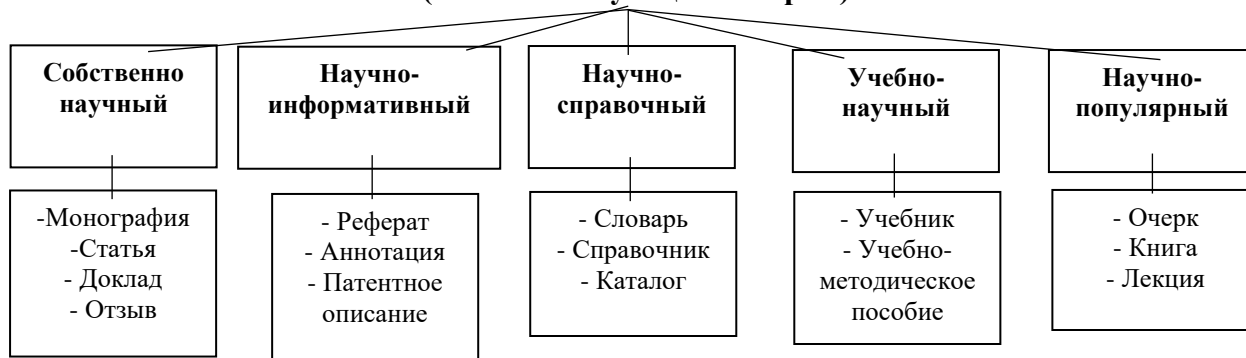 Собственно
научный
Научно-
информативный
Научно-
справочный
Учебно-
научный
Научно-
популярный
-Монография
-Статья
- Доклад
- Отзыв
- Реферат
- Аннотация
- Патентное
описание
- Словарь
- Справочник
- Каталог
- Учебник
- Учебно-
методическое
пособие
- Очерк
- Книга
- Лекция